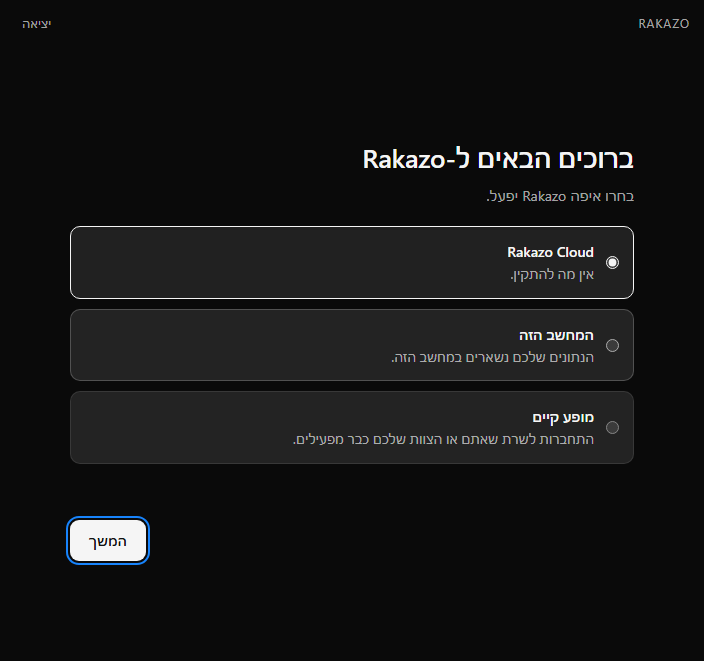 RAKAZO
יציאה
ברוכים הבאים ל-Rakazo
בחרו איפה Rakazo יפעל.
Rakazo Cloud
אין מה להתקין.
המחשב הזה
הנתונים שלכם נשארים במחשב הזה.
מופע קיים
התחברות לשרת שאתם או הצוות שלכם כבר מפעילים.
המשך